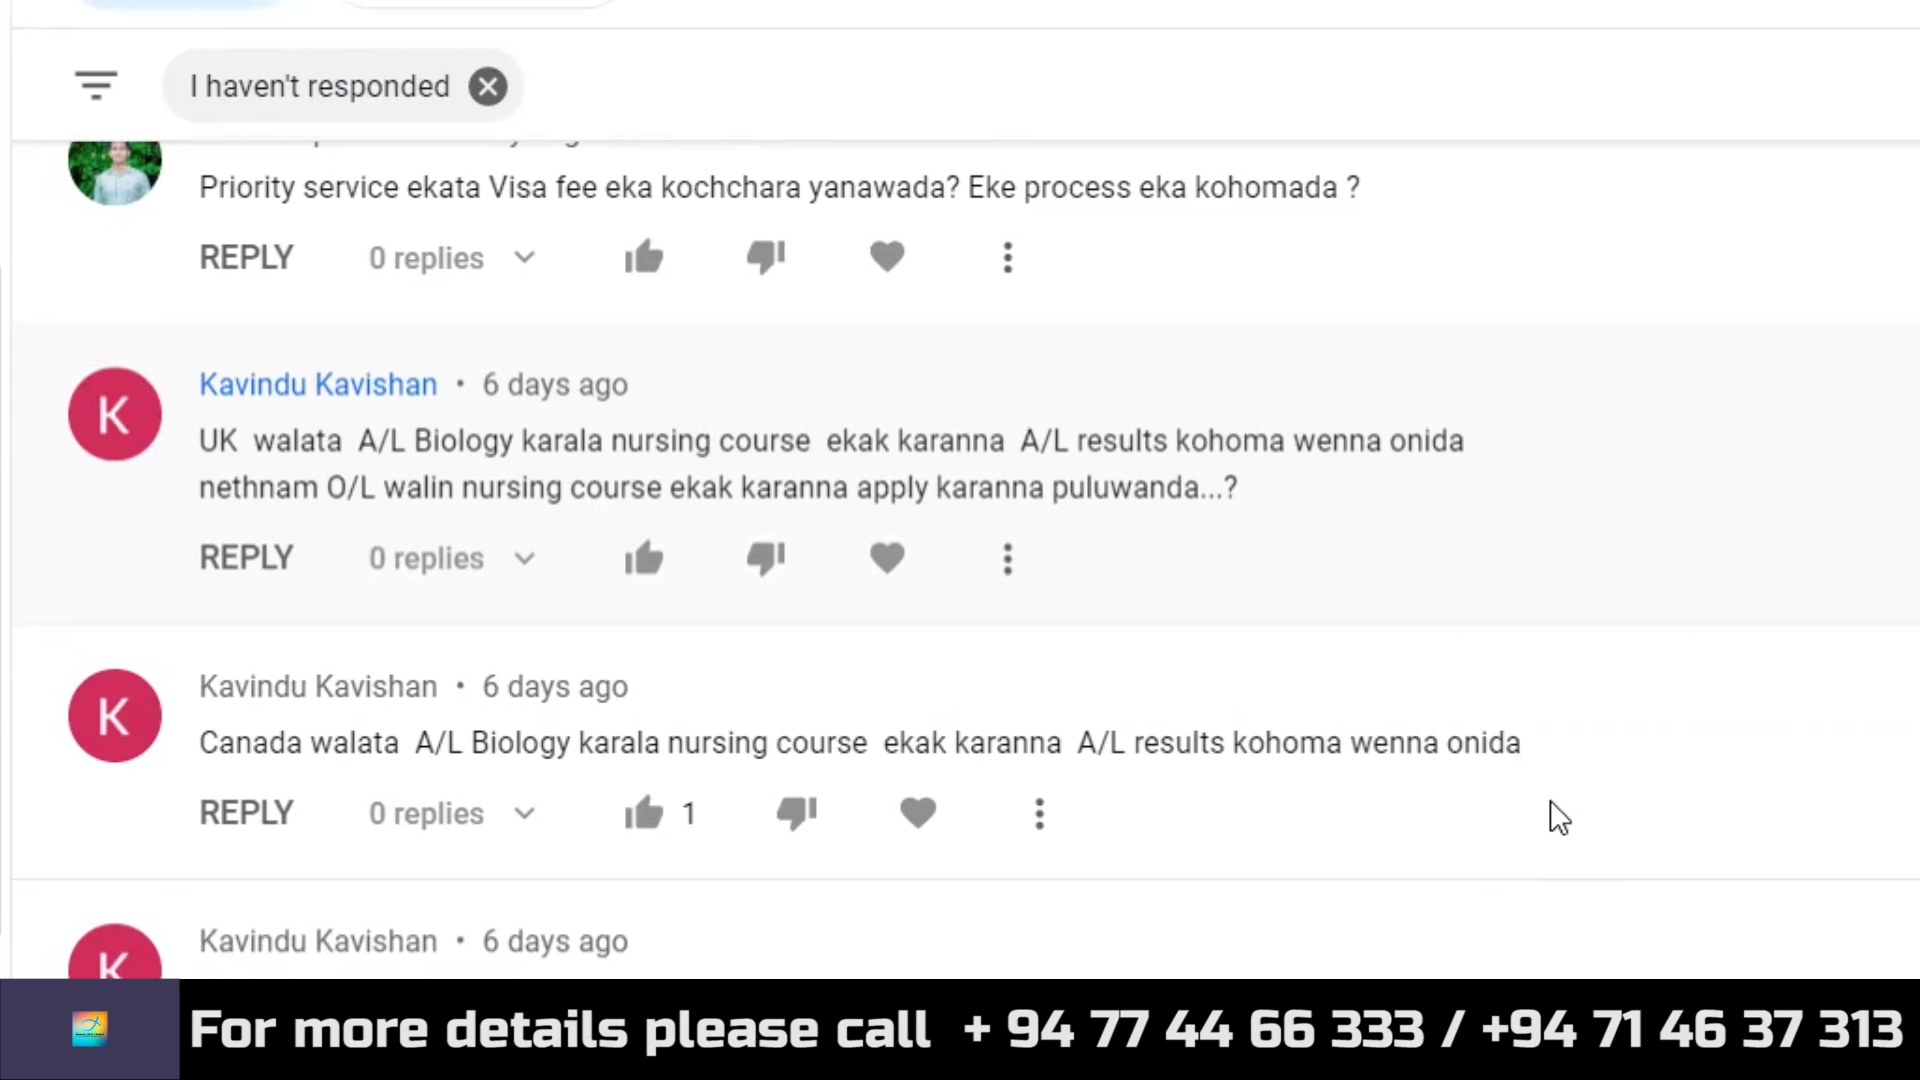 I haven't responded
Priority service ekata Visa fee eka kochchara yanawada? Eke process eka kohomada ?
REPLY 0 replies
Kavindu Kavishan • 6 days ago
UK walata A/L Biology karala nursing course ekak karanna A/L results kohoma wenna onida
nethnam O/L walin nursing course ekak karanna apply karanna puluwanda...?
REPLY 0 replies
Kavindu Kavishan • 6 days ago
Canada walata A/L Biology karala nursing course ekak karanna A/L results kohoma wenna onida
REPLY 0 replies 1
Kavindu Kavishan • 6 days ago
For more details please call + 94 77 44 66 333 / +94 71 46 37 313